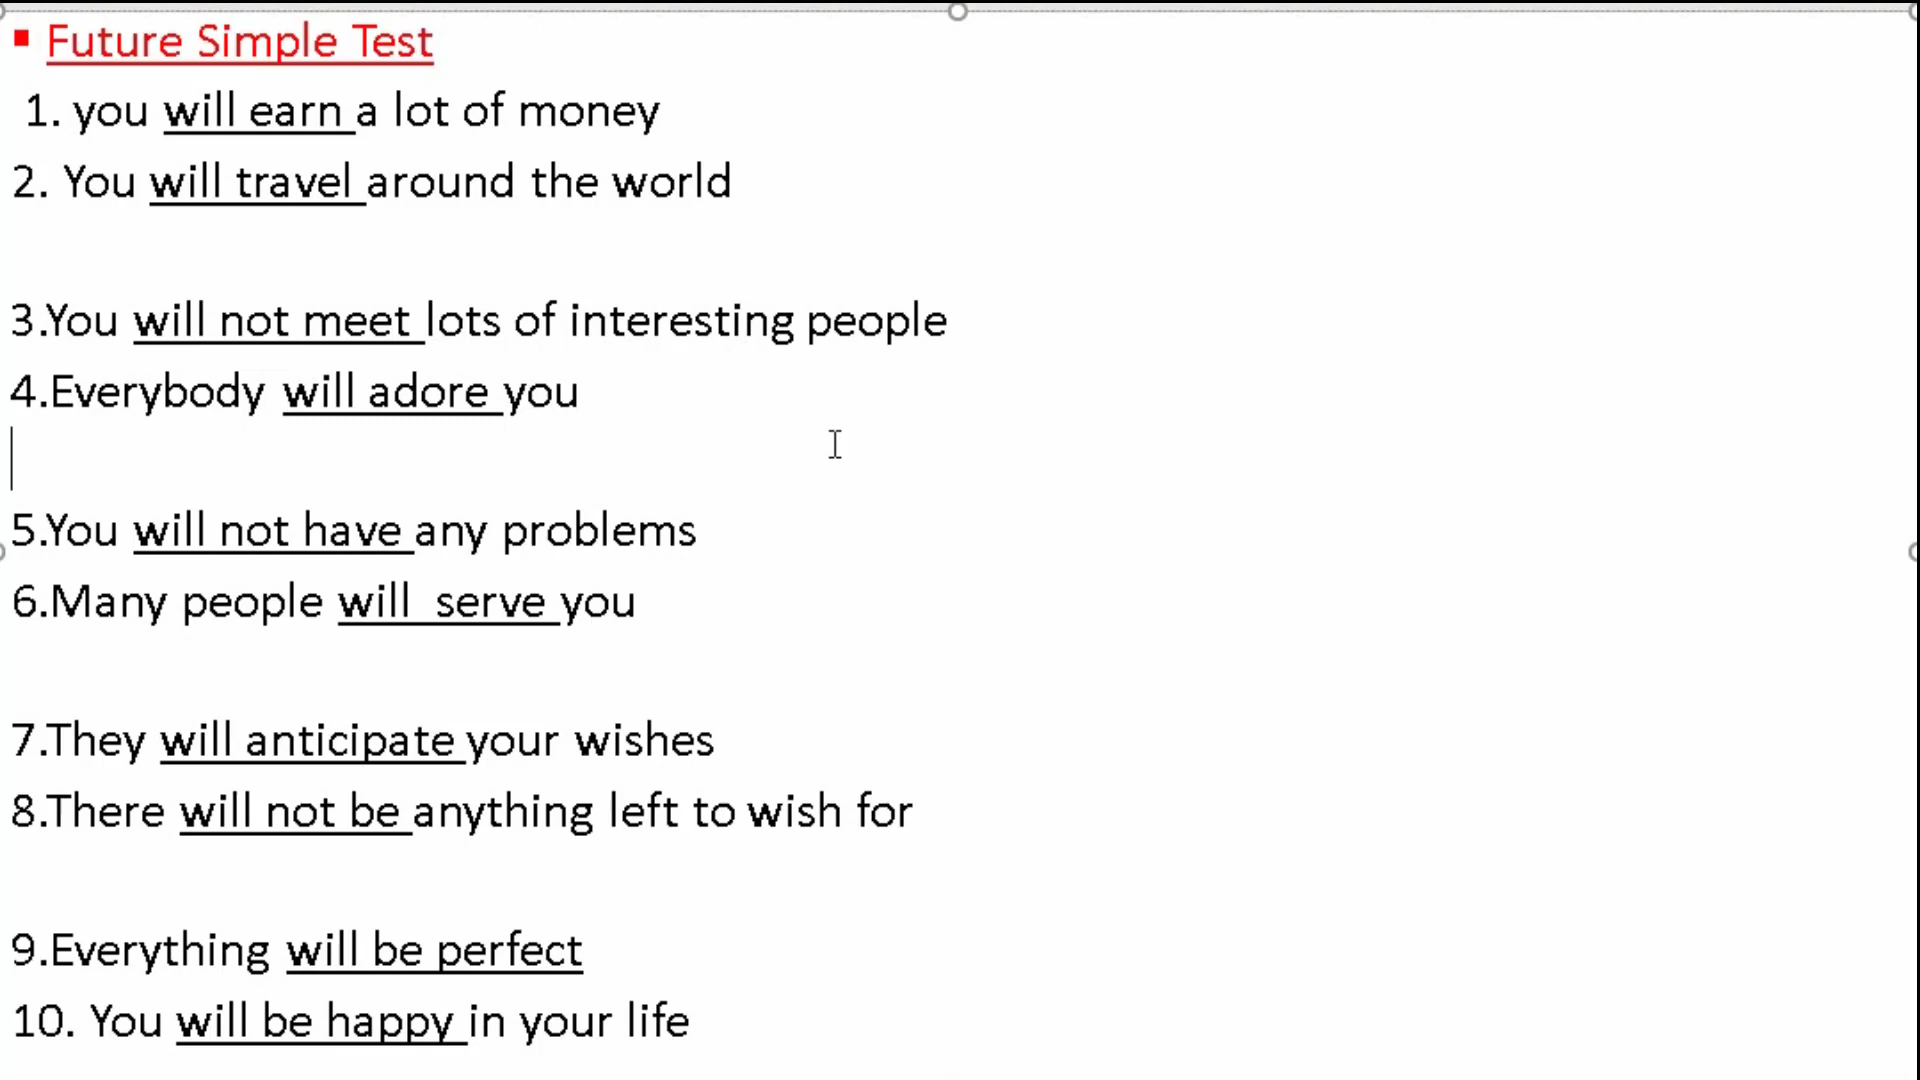 ▪ Future Simple Test
1. you will earn a lot of money
2. You will travel around the world
3.You will not meet lots of interesting people
4.Everybody will adore you
5.You will not have any problems
6.Many people will  serve you
7.They will anticipate your wishes
8.There will not be anything left to wish for
9.Everything will be perfect
10. You will be happy in your life